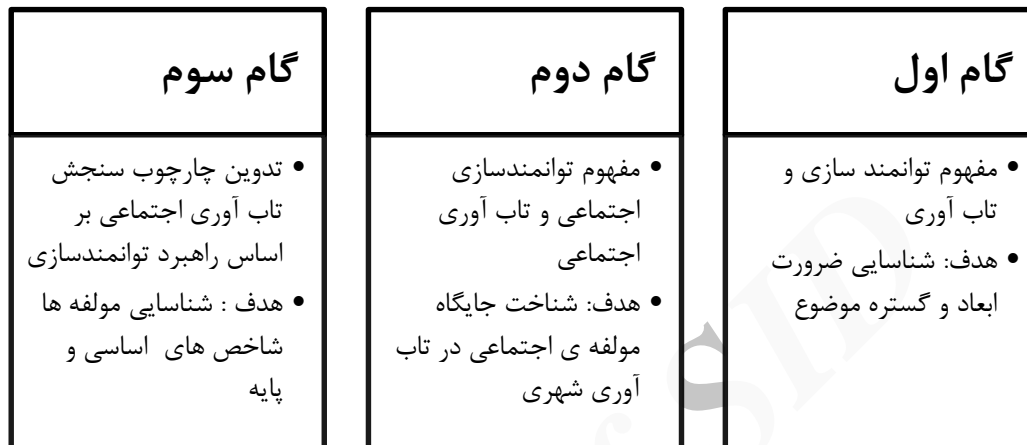 گام اول
• مفهوم توانمند سازی و
تاب آوری
• هدف: شناسایی ضرورت
ابعاد و گستره موضوع
گام دوم
• مفهوم توانمندسازی
اجتماعی و تاب آوری
اجتماعی
• هدف: شناخت جایگاه
مولفه ی اجتماعی در تاب
آوری شهری
گام سوم
• تدوین چارچوب سنجش
تاب آوری اجتماعی بر
اساس راهبرد توانمندسازی
• هدف : شناسایی مولفه ها
شاخص های اساسی و
پایه
SID